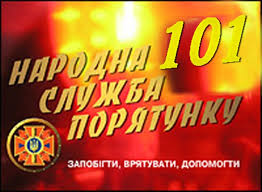 101
НАРОДНА
СЛУЖБА
ПОРЯТУНКУ
ЗАПОБІГТИ, ВРЯТУВАТИ, ДОПОМОГТИ